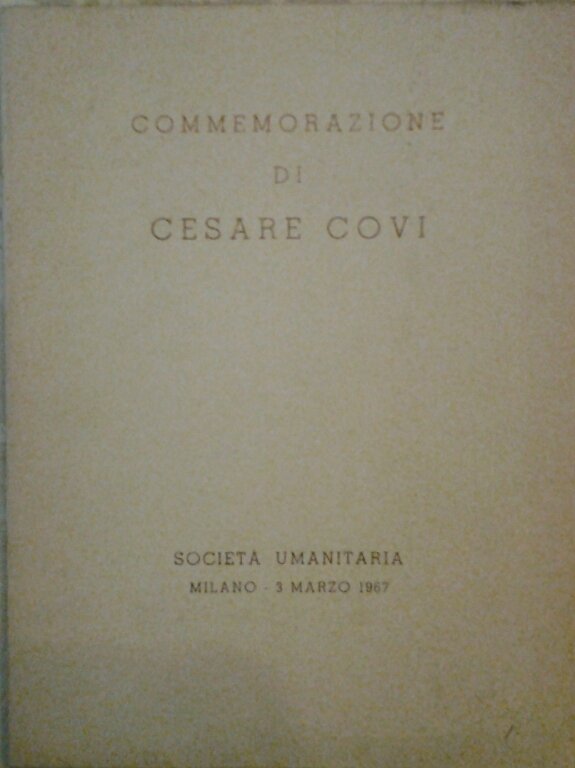 COMMEMORAZIONE
DI
CESARE COVI
SOCIETÀ UMANITARIA
MILANO - 3 MARZO 1967